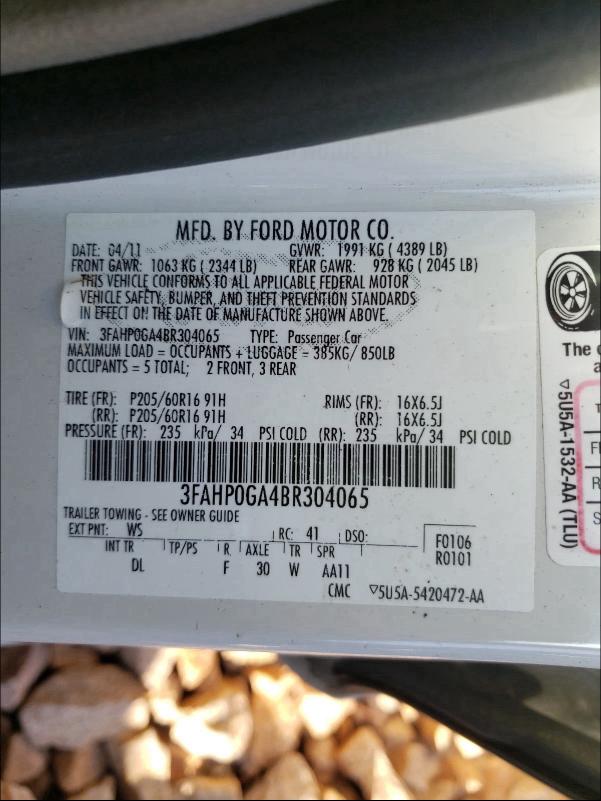 MFD. BY FORD MOTOR CO.
DATE: 04/11 GVWR: 1991 KG ( 4389 LB)
FRONT GAWR: 1063 KG ( 2344 LB) REAR GAWR: 928 KG ( 2045 LB)
THIS VEHICLE CONFORMS TO ALL APPLICABLE FEDERAL MOTOR
VEHICLE SAFETY, BUMPER, AND THEFT PREVENTION STANDARDS
IN EFFECT ON THE DATE OF MANUFACTURE SHOWN ABOVE.
VIN: 3FAHP0GA4BR304065 TYPE: Passenger Car
MAXIMUM LOAD = OCCUPANTS + LUGGAGE = 385KG/ 850LB
OCCUPANTS = 5 TOTAL; 2 FRONT, 3 REAR
TIRE (FR): P205/60R16 91H RIMS (FR): 16X6.5J
(RR): P205/60R16 91H (RR): 16X6.5J
PRESSURE (FR): 235 kPa/ 34 PSI COLD (RR): 235 kPa/ 34 PSI COLD
3FAHP0GA4BR304065
TRAILER TOWING - SEE OWNER GUIDE
EXT PNT: WS RC: 41 DSO: F0106
INT TR TP/PS R AXLE TR SPR R0101
DL F 30 W AA11
CMC ▽5U5A-5420472-AA
The
▽5U5A-1532-AA (TLU)